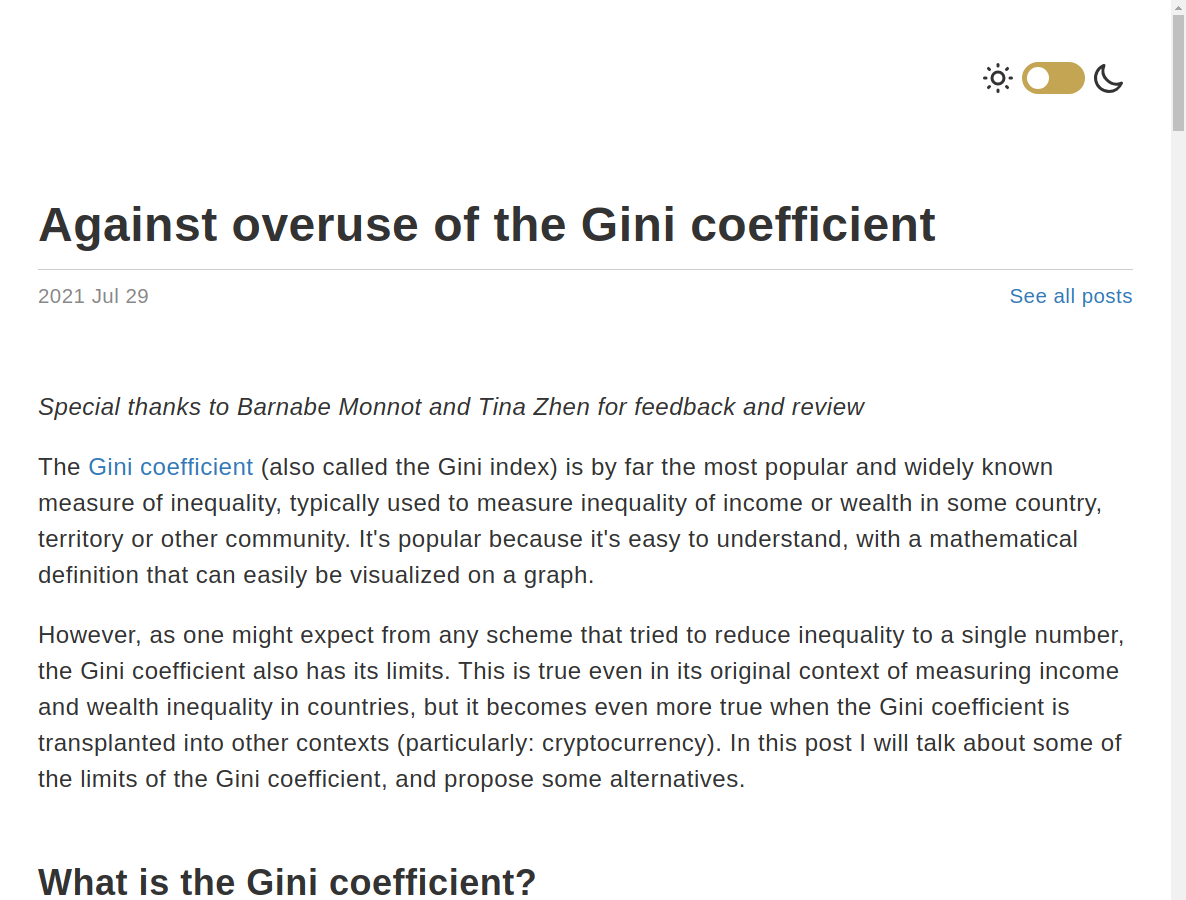 Against overuse of the Gini coefficient
2021 Jul 29
See all posts
Special thanks to Barnabe Monnot and Tina Zhen for feedback and review
The Gini coefficient (also called the Gini index) is by far the most popular and widely known
measure of inequality, typically used to measure inequality of income or wealth in some country,
territory or other community. It's popular because it's easy to understand, with a mathematical
definition that can easily be visualized on a graph.
However, as one might expect from any scheme that tried to reduce inequality to a single number,
the Gini coefficient also has its limits. This is true even in its original context of measuring income
and wealth inequality in countries, but it becomes even more true when the Gini coefficient is
transplanted into other contexts (particularly: cryptocurrency). In this post I will talk about some of
the limits of the Gini coefficient, and propose some alternatives.
What is the Gini coefficient?